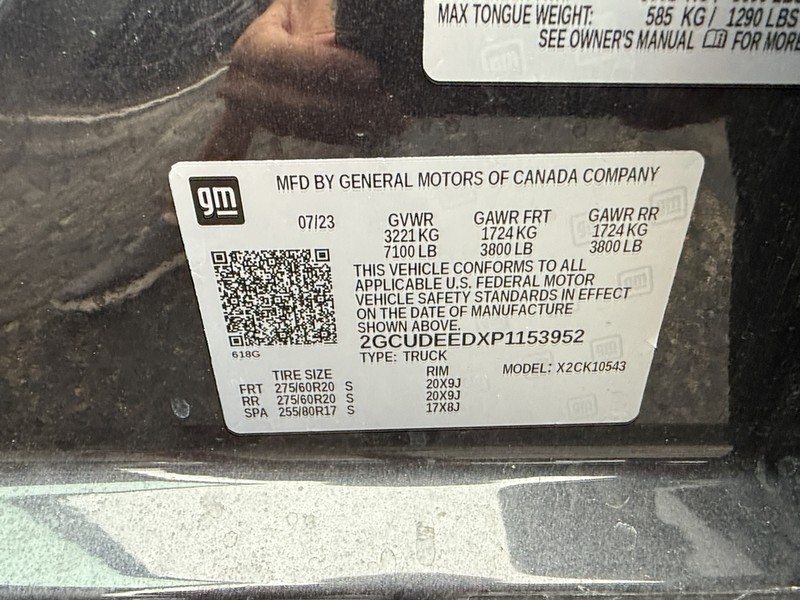 MAX TONGUE WEIGHT: 585 KG / 1290 LBS
SEE OWNER'S MANUAL FOR MORE
gm
MFD BY GENERAL MOTORS OF CANADA COMPANY
07/23 GVWR GAWR FRT GAWR RR
3221 KG 1724 KG 1724 KG
7100 LB 3800 LB 3800 LB
THIS VEHICLE CONFORMS TO ALL
APPLICABLE U.S. FEDERAL MOTOR
VEHICLE SAFETY STANDARDS IN EFFECT
ON THE DATE OF MANUFACTURE
SHOWN ABOVE.
2GCUDEEDXP1153952
618G
TYPE: TRUCK MODEL: X2CK10543
TIRE SIZE RIM
FRT 275/60R20 S 20X9J
RR 275/60R20 S 20X9J
SPA 255/80R17 S 17X8J